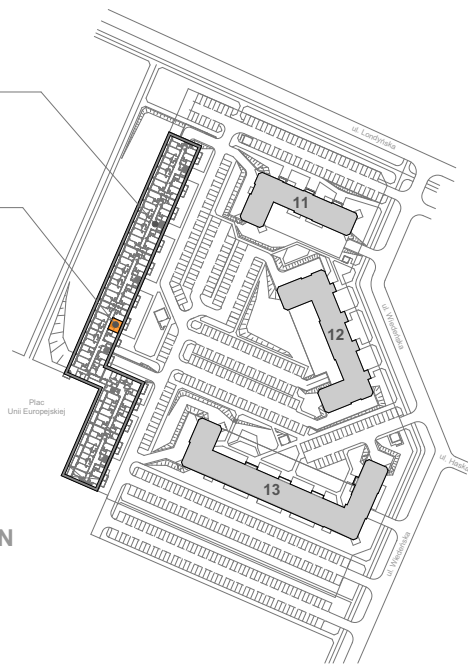 ul. Londyńska
11
ul. Wiedeńska
12
Plac
Unii Europejskiej
ul. Haska
13
N
ul. Wiedeńska